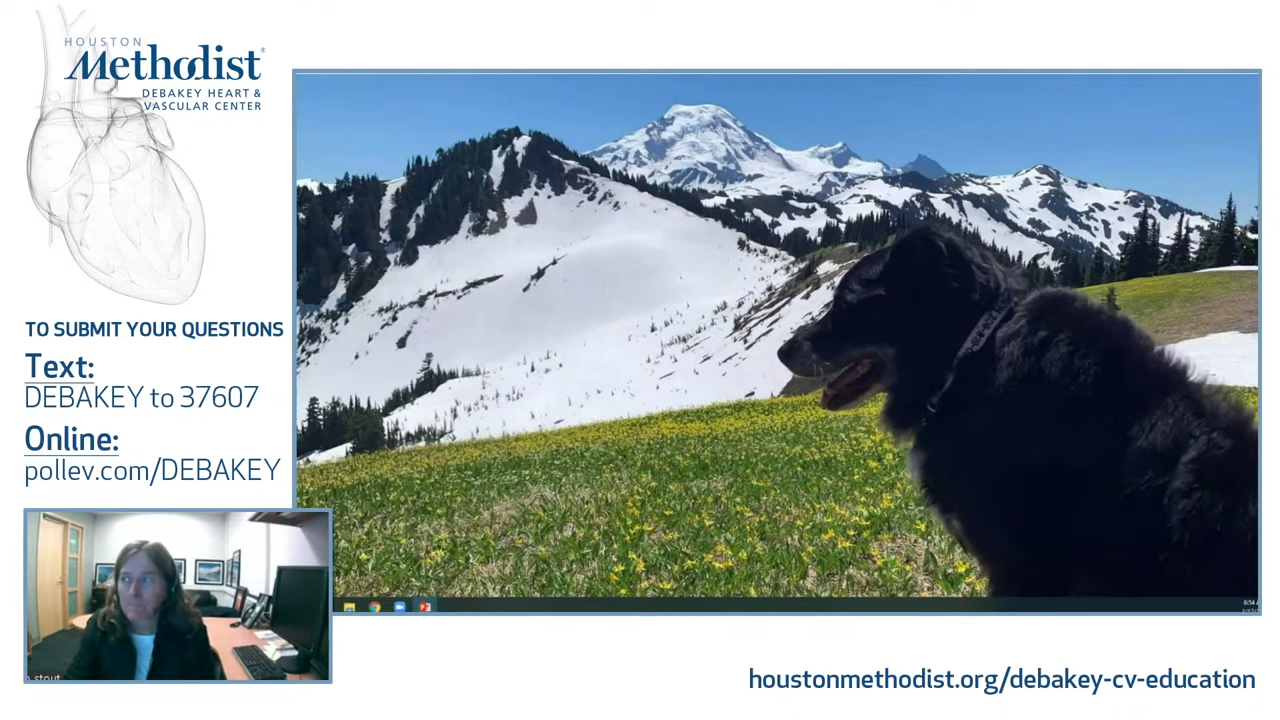 HOUSTON
Methodist®
DEBAKEY HEART &
VASCULAR CENTER
TO SUBMIT YOUR QUESTIONS
Text:
DEBAKEY to 37607
Online:
pollev.com/DEBAKEY
stout
houstonmethodist.org/debakey-cv-education